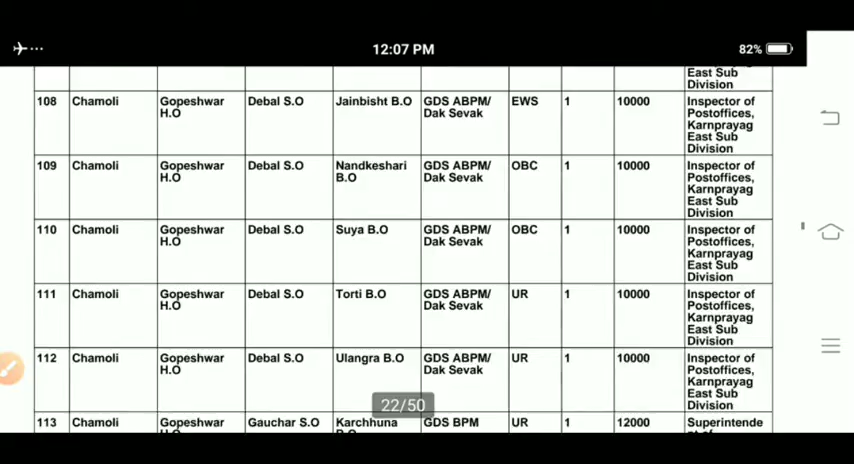 12:07 PM 82%
East Sub
Division
108 Chamoli Gopeshwar H.O Debal S.O Jainbisht B.O GDS ABPM/ Dak Sevak EWS 1 10000 Inspector of Postoffices, Karnprayag East Sub Division
109 Chamoli Gopeshwar H.O Debal S.O Nandkeshari B.O GDS ABPM/ Dak Sevak OBC 1 10000 Inspector of Postoffices, Karnprayag East Sub Division
110 Chamoli Gopeshwar H.O Debal S.O Suya B.O GDS ABPM/ Dak Sevak OBC 1 10000 Inspector of Postoffices, Karnprayag East Sub Division
111 Chamoli Gopeshwar H.O Debal S.O Torti B.O GDS ABPM/ Dak Sevak UR 1 10000 Inspector of Postoffices, Karnprayag East Sub Division
112 Chamoli Gopeshwar H.O Debal S.O Ulangra B.O GDS ABPM/ Dak Sevak UR 1 10000 Inspector of Postoffices, Karnprayag East Sub Division
22/50
113 Chamoli Gopeshwar Gauchar S.O Karchhuna GDS BPM UR 1 12000 Superintende